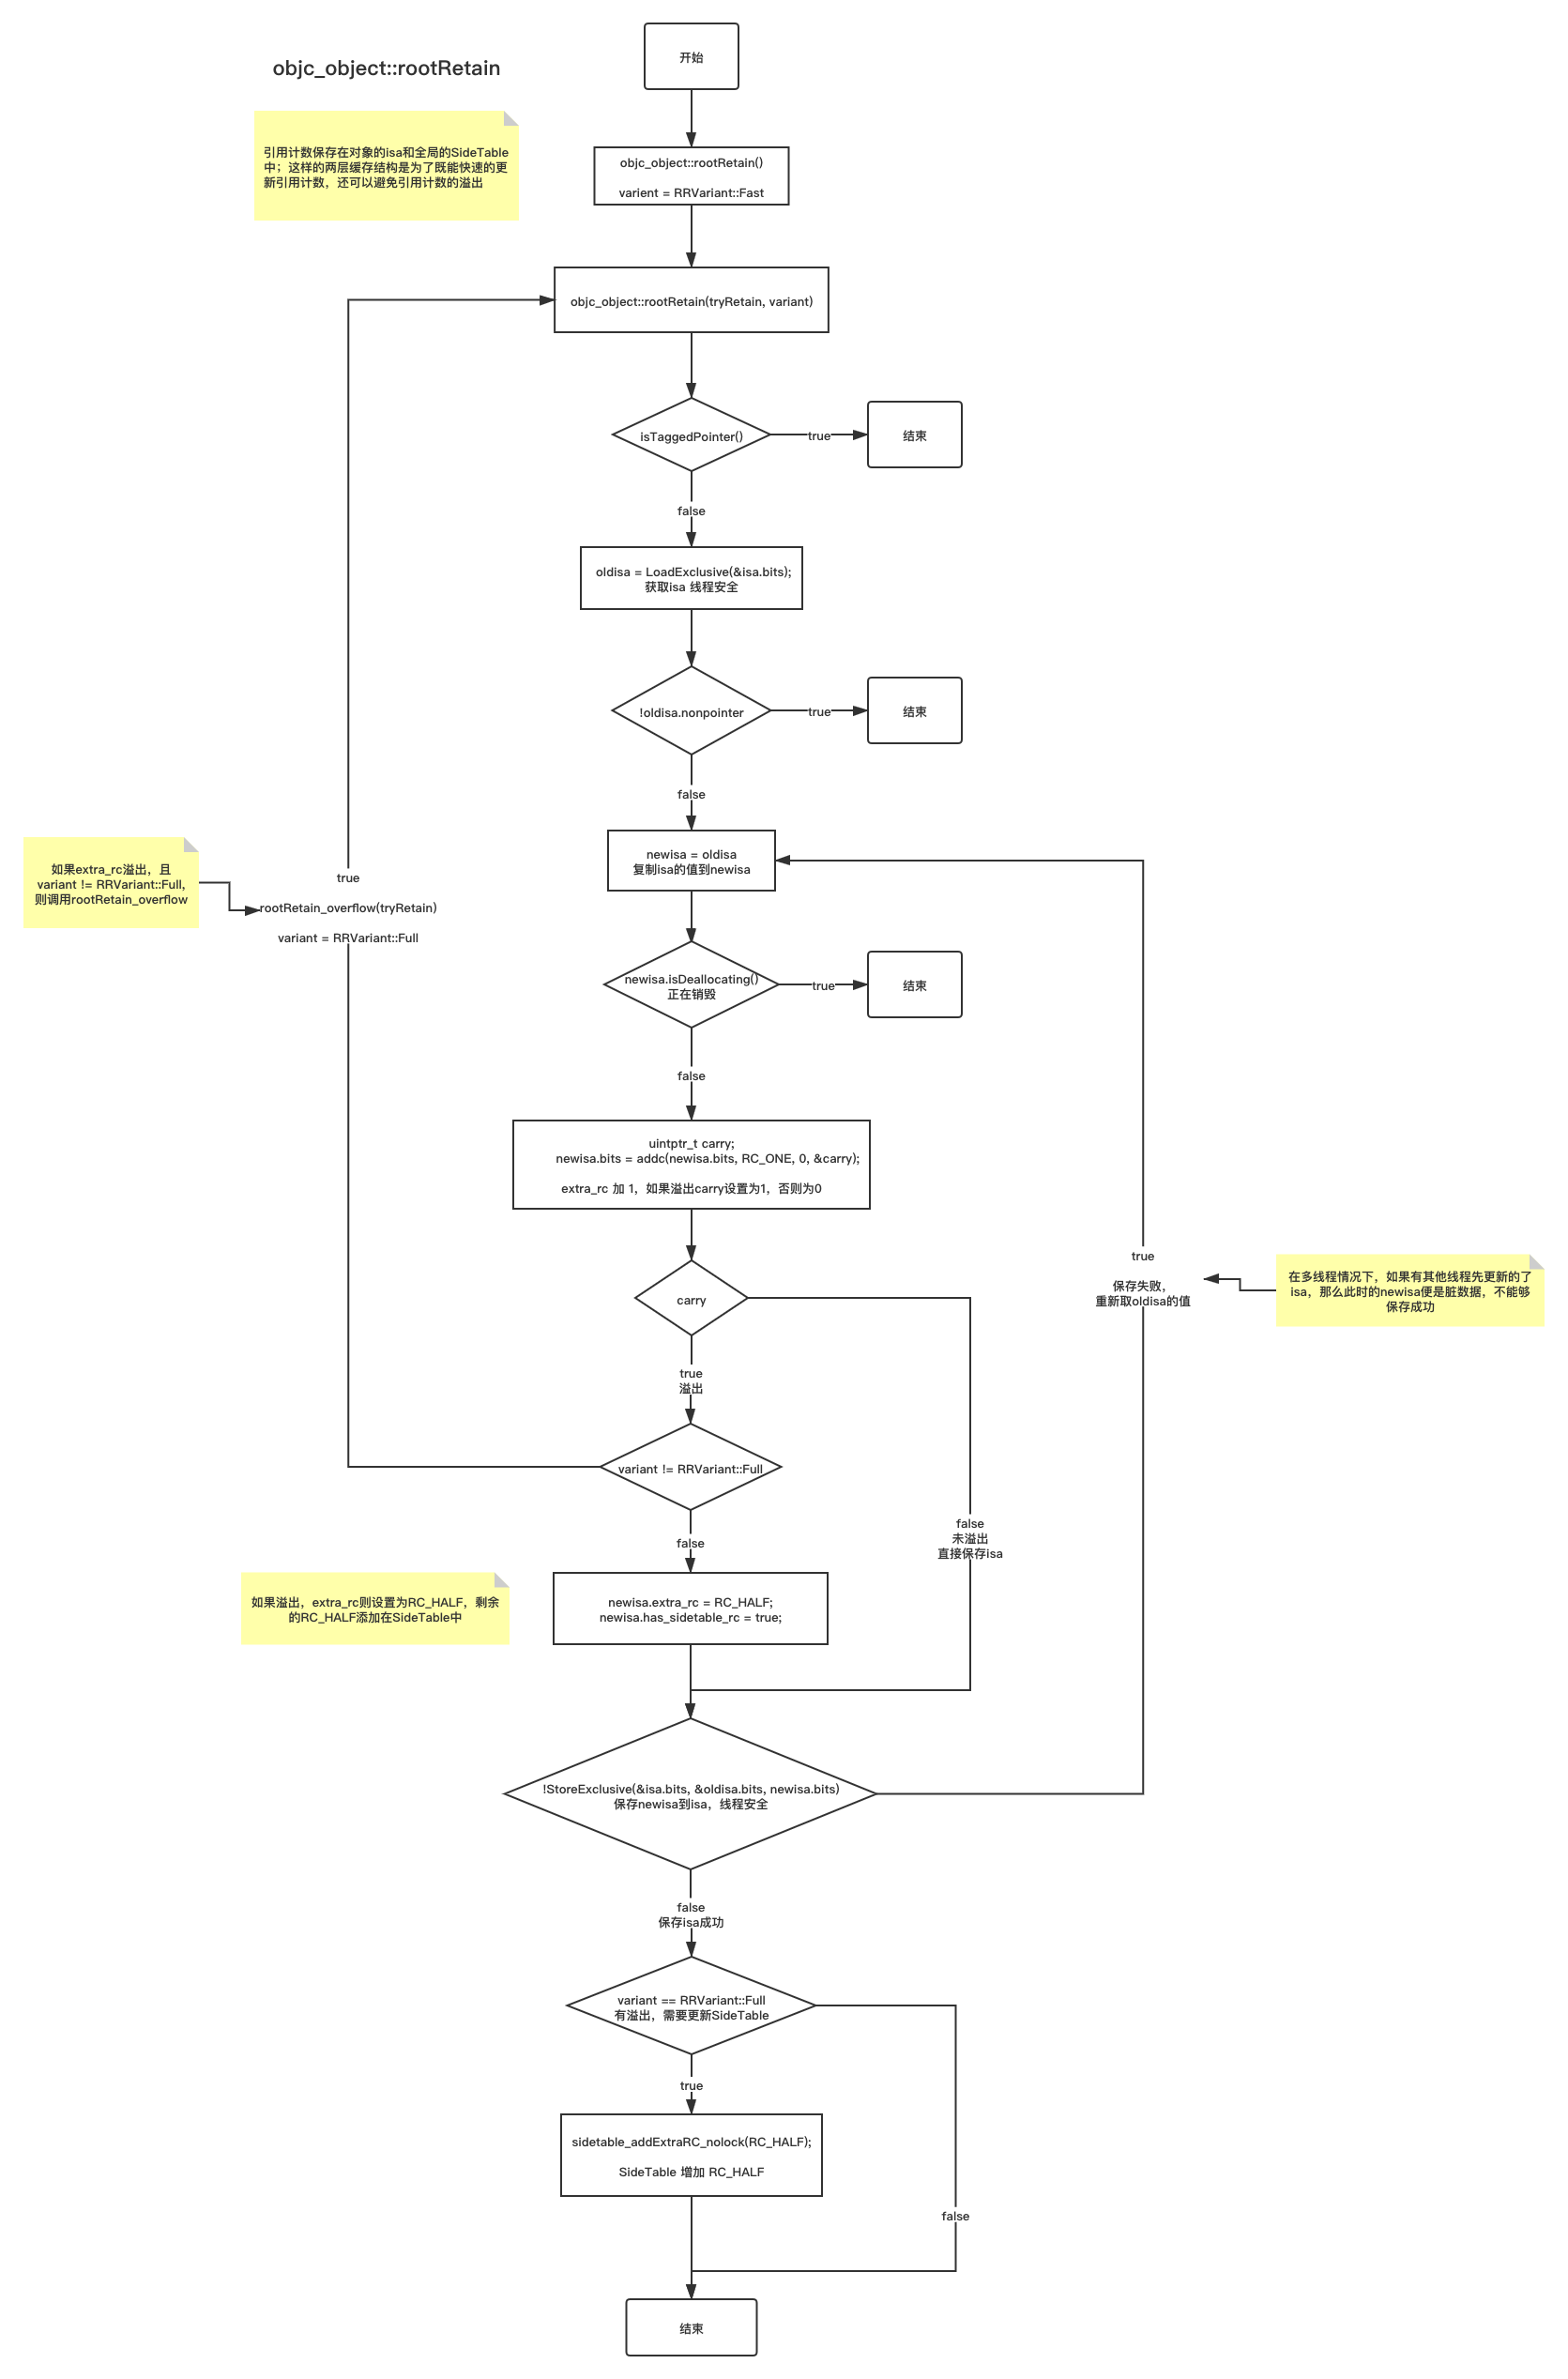 开始
objc_object::rootRetain
引用计数保存在对象的isa和全局的SideTable
中；这样的两层缓存结构是为了既能快速的更
新引用计数，还可以避免引用计数的溢出
objc_object::rootRetain()
varient = RRVariant::Fast
objc_object::rootRetain(tryRetain, variant)
isTaggedPointer()
true
结束
false
oldisa = LoadExclusive(&isa.bits);
获取isa 线程安全
!oldisa.nonpointer
true
结束
false
newisa = oldisa
复制isa的值到newisa
如果extra_rc溢出，且
variant != RRVariant::Full,
则调用rootRetain_overflow
true
rootRetain_overflow(tryRetain)
variant = RRVariant::Full
newisa.isDeallocating()
正在销毁
true
结束
false
uintptr_t carry;
newisa.bits = addc(newisa.bits, RC_ONE, 0, &carry);
extra_rc 加 1，如果溢出carry设置为1，否则为0
carry
true
保存失败，
重新取oldisa的值
在多线程情况下，如果有其他线程先更新的了
isa，那么此时的newisa便是脏数据，不能够
保存成功
true
溢出
variant != RRVariant::Full
false
未溢出
直接保存isa
false
如果溢出，extra_rc则设置为RC_HALF，剩余
的RC_HALF添加在SideTable中
newisa.extra_rc = RC_HALF;
newisa.has_sidetable_rc = true;
!StoreExclusive(&isa.bits, &oldisa.bits, newisa.bits)
保存newisa到isa，线程安全
false
保存isa成功
variant == RRVariant::Full
有溢出，需要更新SideTable
true
sidetable_addExtraRC_nolock(RC_HALF);
SideTable 增加 RC_HALF
false
结束